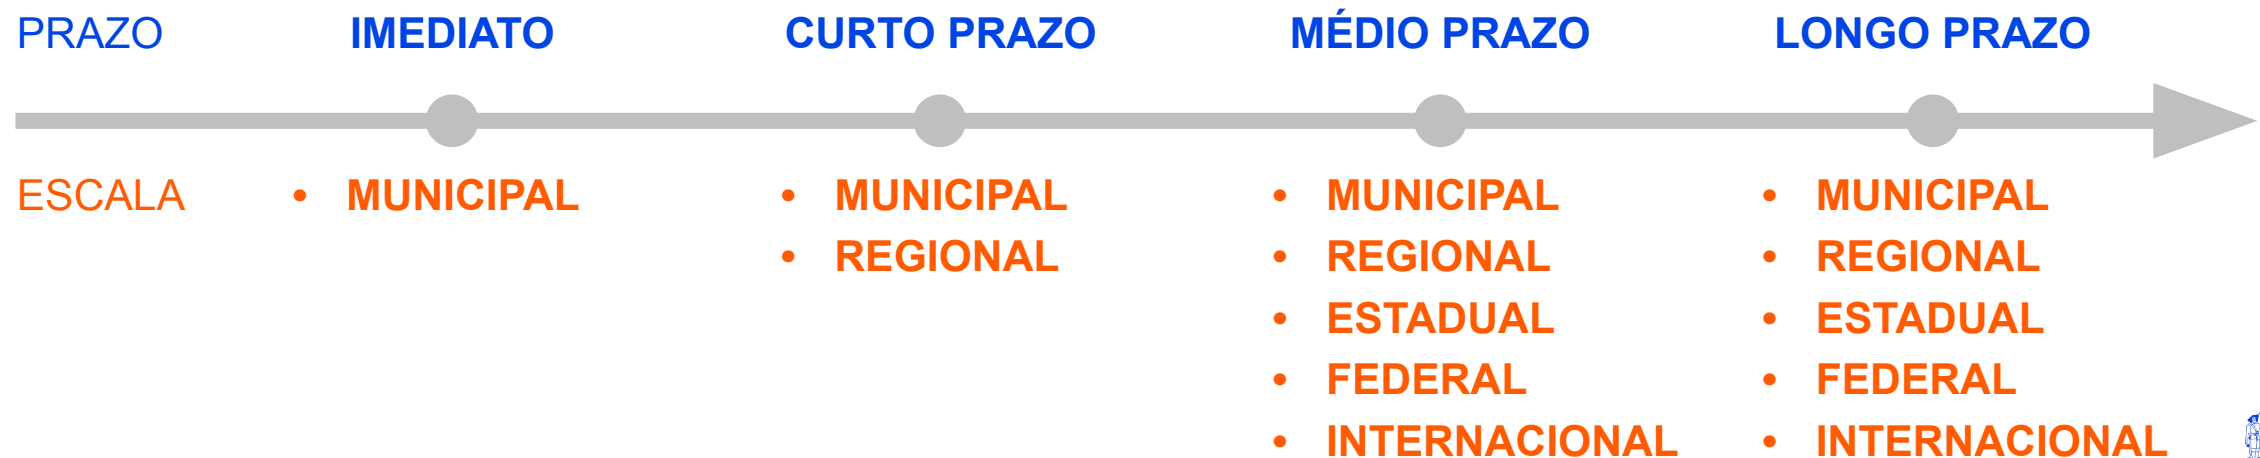 PRAZO IMEDIATO CURTO PRAZO MÉDIO PRAZO LONGO PRAZO
ESCALA • MUNICIPAL • MUNICIPAL • MUNICIPAL • MUNICIPAL
• REGIONAL • REGIONAL • REGIONAL
• ESTADUAL • ESTADUAL
• FEDERAL • FEDERAL
• INTERNACIONAL • INTERNACIONAL